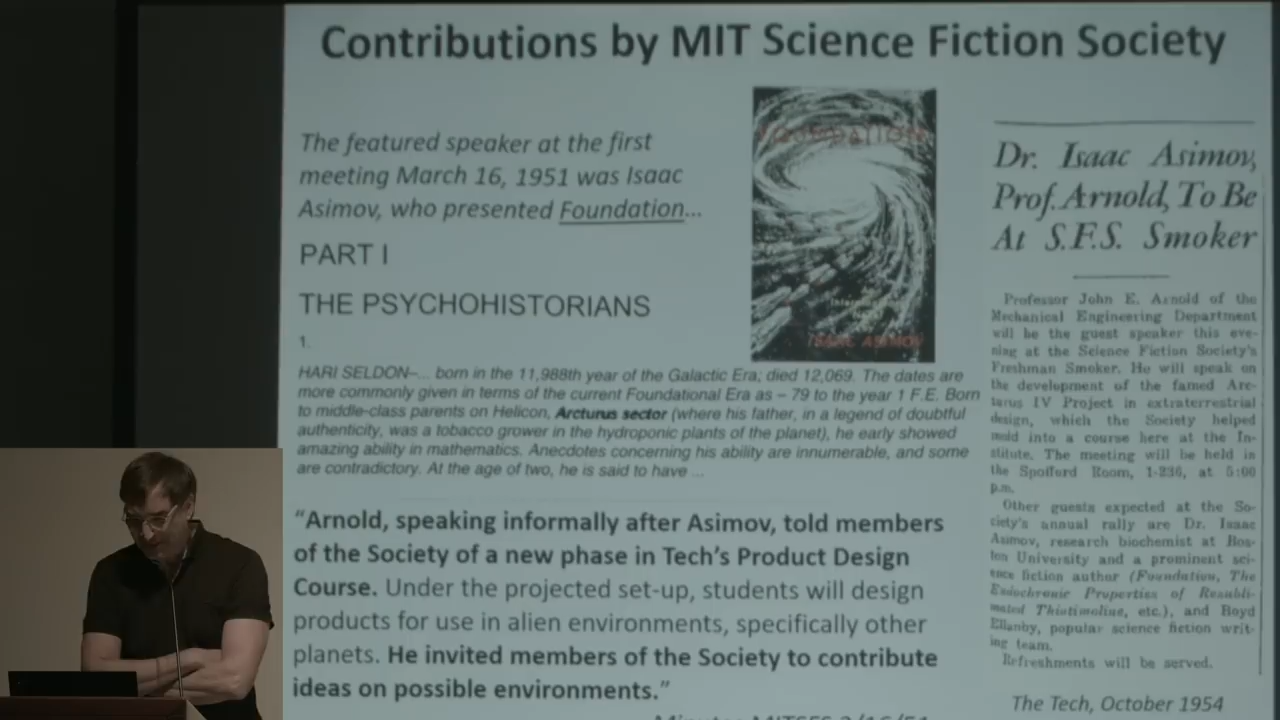 Contributions by MIT Science Fiction Society
The featured speaker at the first
meeting March 16, 1951 was Isaac
Asimov, who presented Foundation...
PART I
THE PSYCHOHISTORIANS
1.
HARI SELDON–... born in the 11,988th year of the Galactic Era; died 12,069. The dates are
more commonly given in terms of the current Foundational Era as – 79 to the year 1 F.E. Born
to middle-class parents on Helicon, Arcturus sector (where his father, in a legend of doubtful
authenticity, was a tobacco grower in the hydroponic plants of the planet), he early showed
amazing ability in mathematics. Anecdotes concerning his ability are innumerable, and some
are contradictory. At the age of two, he is said to have ...
“Arnold, speaking informally after Asimov, told members
of the Society of a new phase in Tech’s Product Design
Course. Under the projected set-up, students will design
products for use in alien environments, specifically other
planets. He invited members of the Society to contribute
ideas on possible environments.”
FOUNDATION
ISAAC ASIMOV
Dr. Isaac Asimov,
Prof. Arnold, To Be
At S.F.S. Smoker
Professor John E. Arnold of the
Mechanical Engineering Department
will be the guest speaker this eve-
ning at the Science Fiction Society's
Freshman Smoker. He will speak on
the development of the famed Arc-
turus IV Project in extraterrestrial
design, which the Society helped
mold into a course here at the In-
stitute. The meeting will be held in
the Spofford Room, 1-236, at 5:00
p.m.
Other guests expected at the So-
ciety's annual rally are Dr. Isaac
Asimov, research biochemist at Bos-
ton University and a prominent sci-
ence fiction author (Foundation, The
Endochronic Properties of Resubli-
mated Thiotimoline, etc.), and Boyd
Ellanby, popular science fiction writ-
ing team.
Refreshments will be served.
The Tech, October 1954